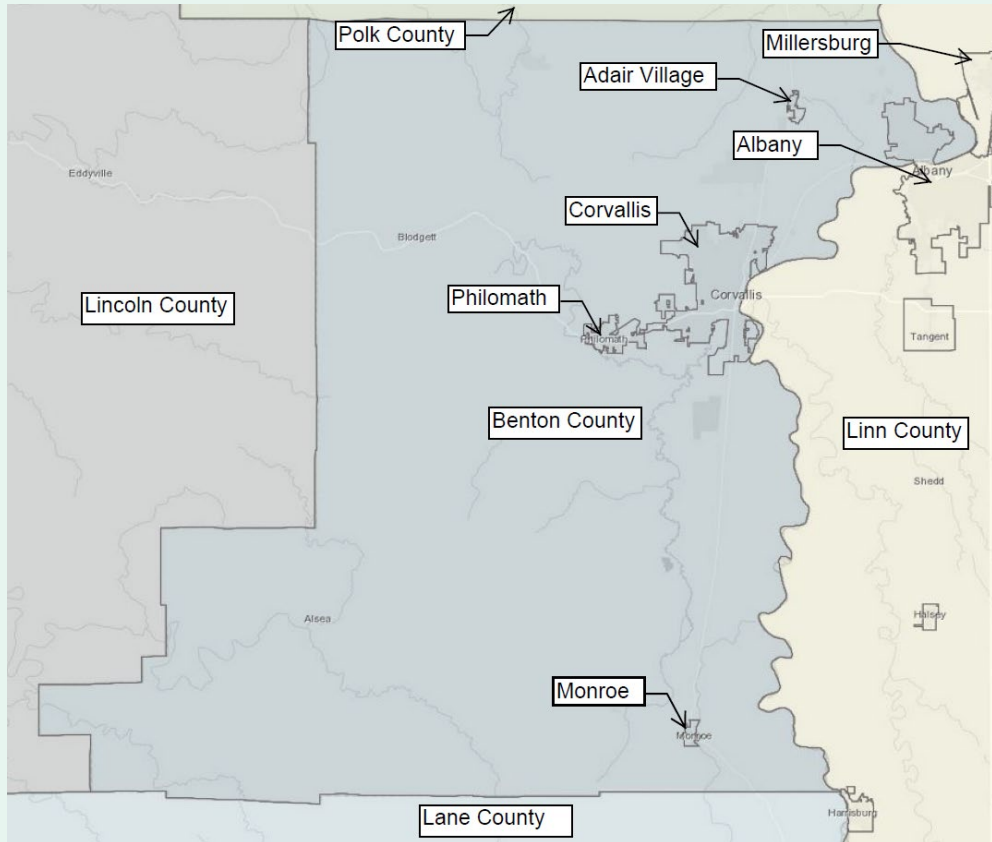 Polk County
Millersburg
Adair Village
Albany
Albany
Eddyville
Corvallis
Blodgett
Philomath
Corvallis
Lincoln County
Philomath
Tangent
Benton County
Linn County
Shedd
Alsea
Halsey
Monroe
Monroe
Lane County
Harrisburg